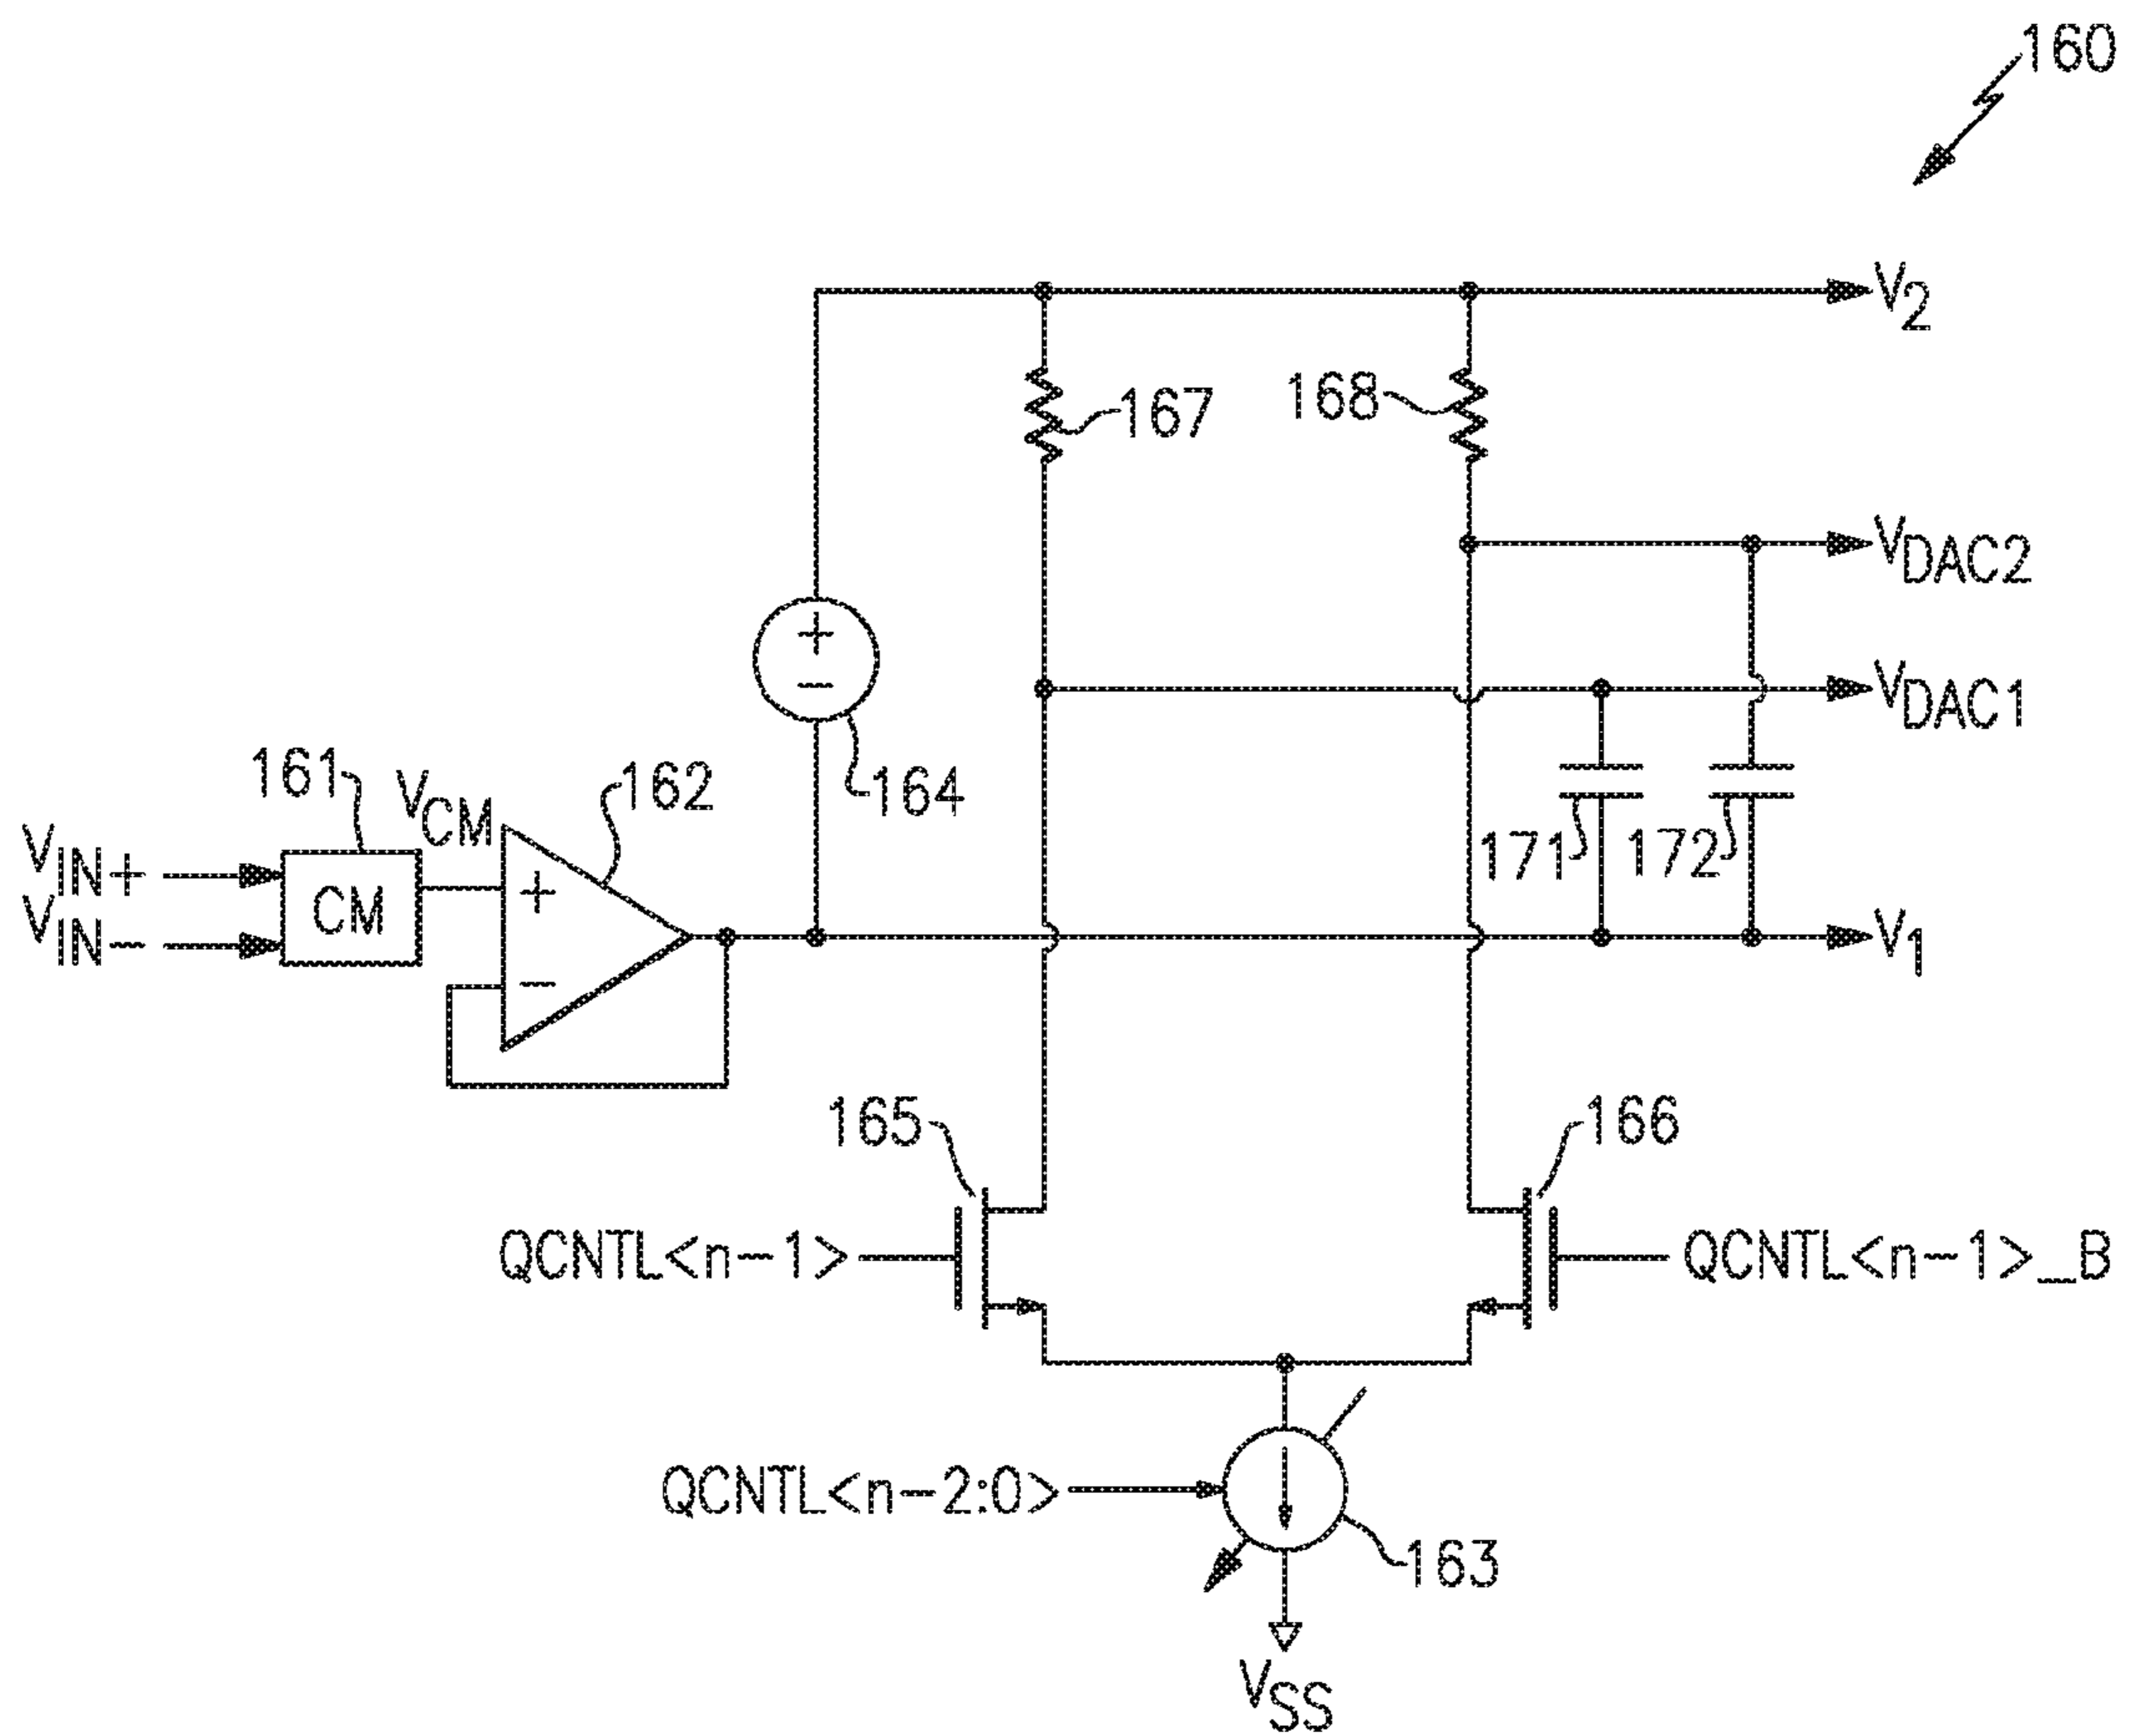 160
V2
167
168
VDAC2
VDAC1
161
VCM
162
164
VIN+
VIN-
CM
+
-
+
-
171
172
V1
165
166
QCNTL<n-1>
QCNTL<n-1>_B
QCNTL<n-2:0>
163
VSS